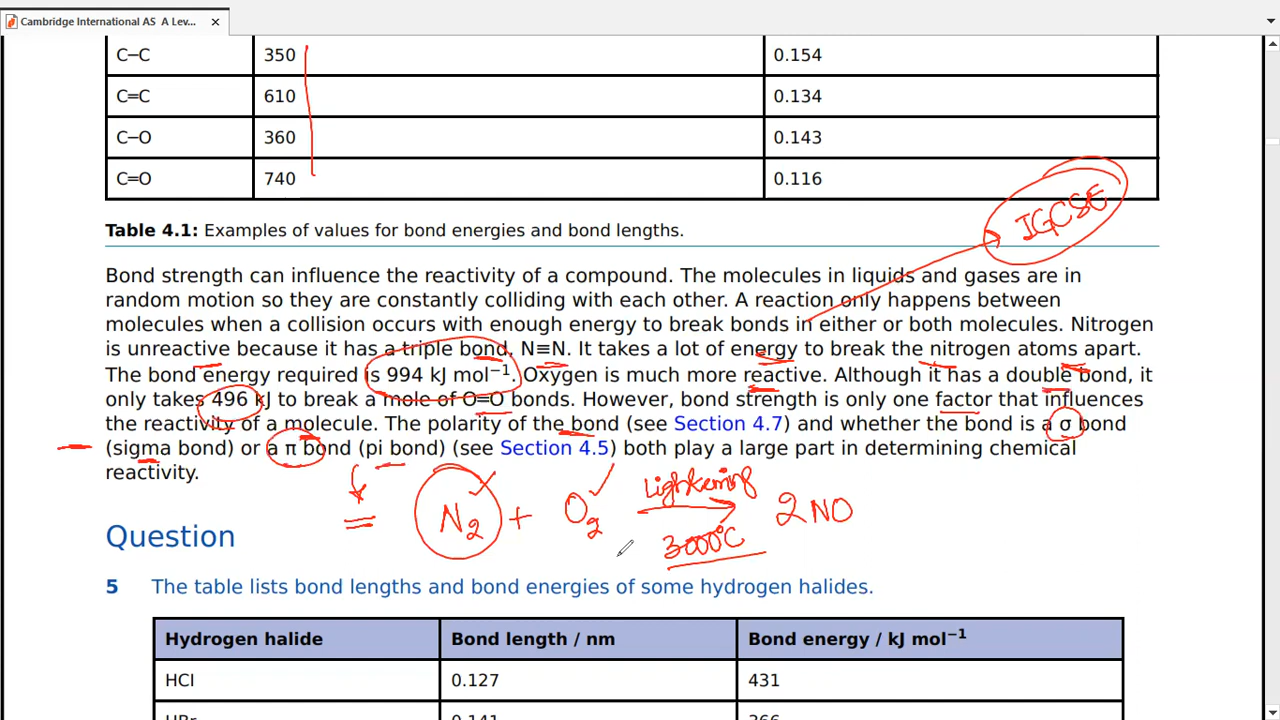 Cambridge International AS A Lev...
C−C 350 0.154
C=C 610 0.134
C−O 360 0.143
C=O 740 0.116
IGCSE
Table 4.1: Examples of values for bond energies and bond lengths.
Bond strength can influence the reactivity of a compound. The molecules in liquids and gases are in
random motion so they are constantly colliding with each other. A reaction only happens between
molecules when a collision occurs with enough energy to break bonds in either or both molecules. Nitrogen
is unreactive because it has a triple bond, N≡N. It takes a lot of energy to break the nitrogen atoms apart.
The bond energy required is 994 kJ mol⁻¹. Oxygen is much more reactive. Although it has a double bond, it
only takes 496 kJ to break a mole of O=O bonds. However, bond strength is only one factor that influences
the reactivity of a molecule. The polarity of the bond (see Section 4.7) and whether the bond is a σ bond
(sigma bond) or a π bond (pi bond) (see Section 4.5) both play a large part in determining chemical
reactivity.
Lightening
N₂ + O₂ → 2NO
3000°C
Question
5 The table lists bond lengths and bond energies of some hydrogen halides.
Hydrogen halide Bond length / nm Bond energy / kJ mol⁻¹
HCl 0.127 431
HBr 0.141 366